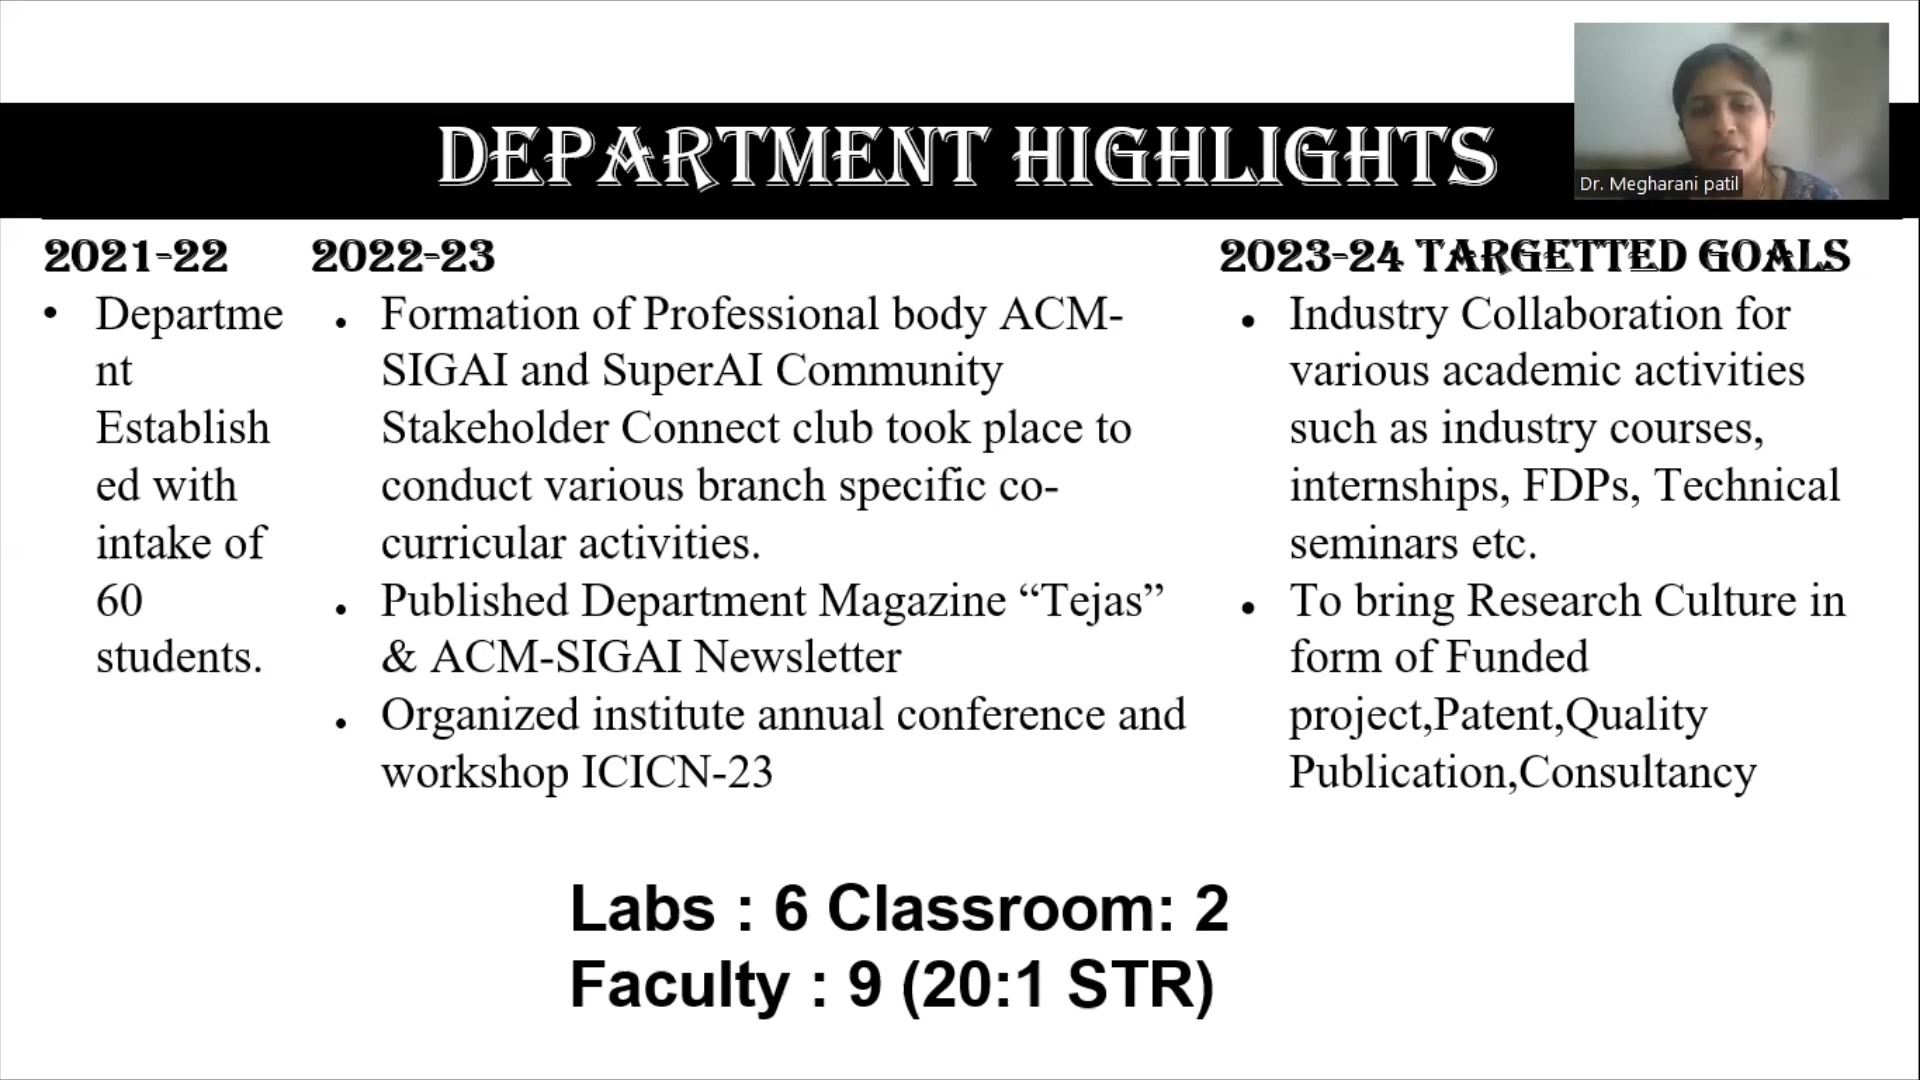 DEPARTMENT HIGHLIGHTS
Dr. Megharani patil
2021-22
• Departme
nt
Establish
ed with
intake of
60
students.
2022-23
• Formation of Professional body ACM-
SIGAI and SuperAI Community
Stakeholder Connect club took place to
conduct various branch specific co-
curricular activities.
• Published Department Magazine “Tejas”
& ACM-SIGAI Newsletter
• Organized institute annual conference and
workshop ICICN-23
2023-24 TARGETTED GOALS
• Industry Collaboration for
various academic activities
such as industry courses,
internships, FDPs, Technical
seminars etc.
• To bring Research Culture in
form of Funded
project,Patent,Quality
Publication,Consultancy
Labs : 6 Classroom: 2
Faculty : 9 (20:1 STR)